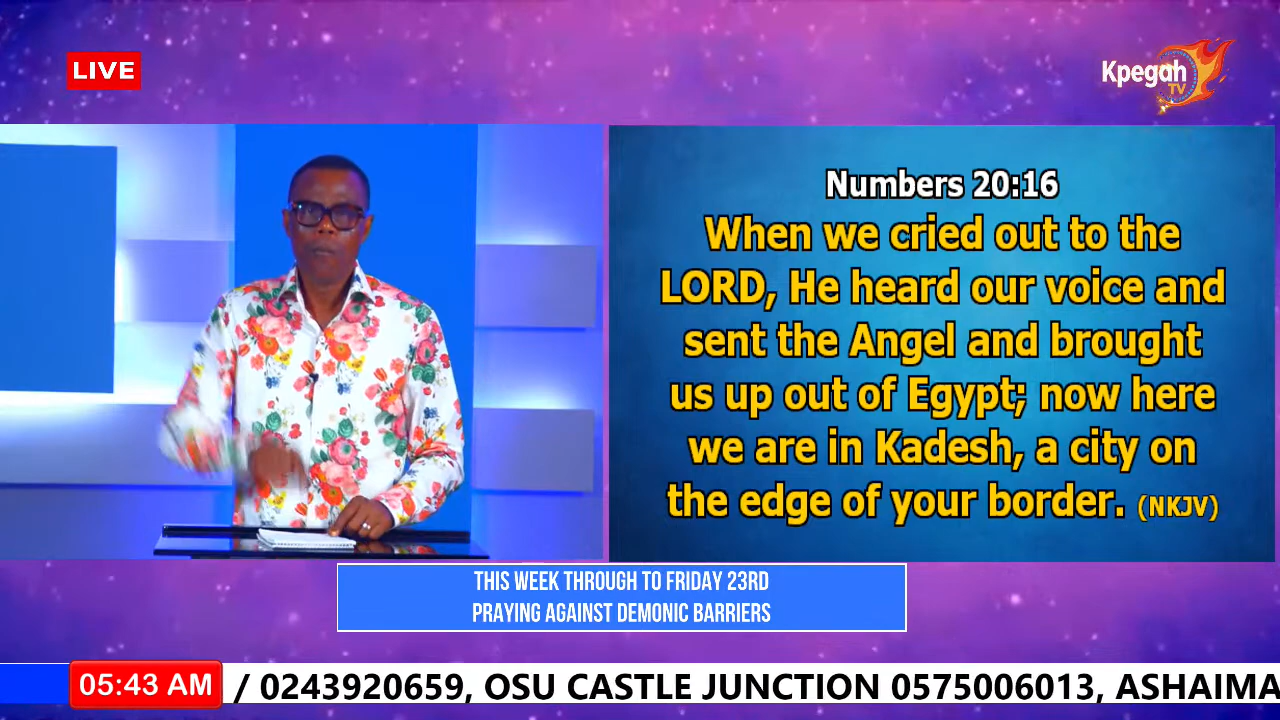 LIVE
Kpegah
TV
Numbers 20:16
When we cried out to the
LORD, He heard our voice and
sent the Angel and brought
us up out of Egypt; now here
we are in Kadesh, a city on
the edge of your border. (NKJV)
THIS WEEK THROUGH TO FRIDAY 23RD
PRAYING AGAINST DEMONIC BARRIERS
05:43 AM / 0243920659, OSU CASTLE JUNCTION 0575006013, ASHAIMA